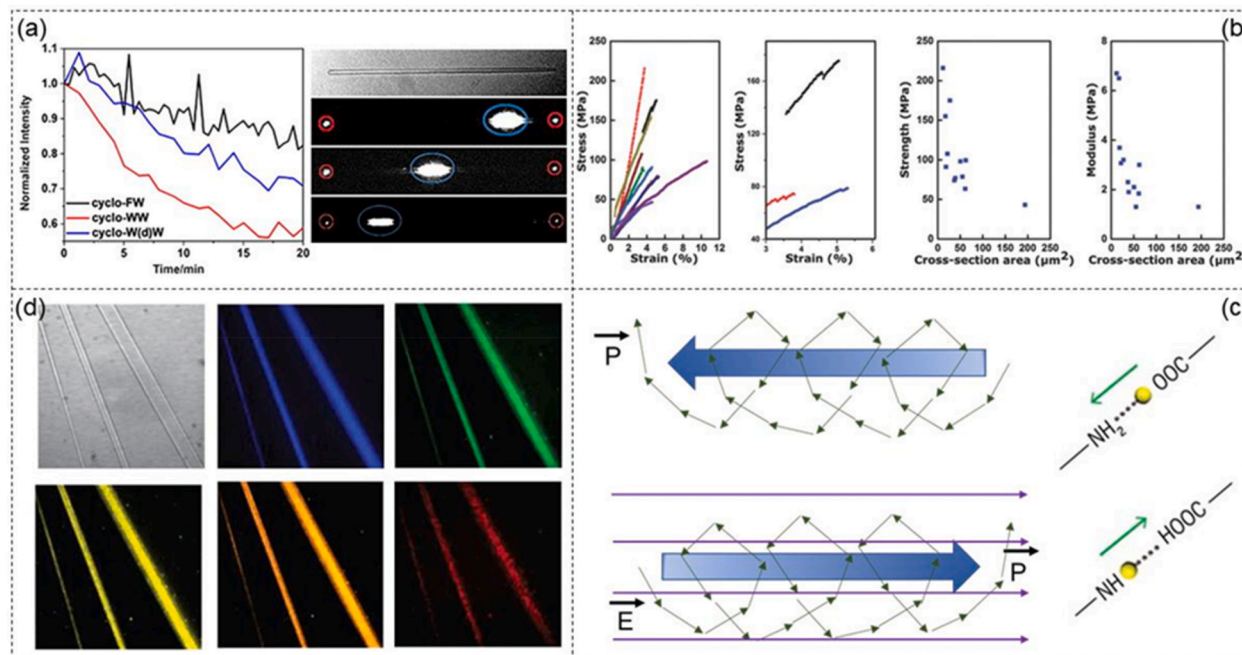 (a)
Normalized Intensity
1.1
1.0
0.9
0.8
0.7
0.6
0 5 10 15 20
Time/min
cyclo-FW
cyclo-WW
cyclo-W(d)W
(b)
Stress (MPa)
250
200
150
100
50
0
0 2 4 6 8 10 12
Strain (%)
Stress (MPa)
160
120
80
40
3 4 5 6
Strain (%)
Strength (MPa)
250
200
150
100
50
0
0 50 100 150 200 250
Cross-section area (µm²)
Modulus (MPa)
8
6
4
2
0
0 50 100 150 200 250
Cross-section area (µm²)
(d)
(c)
P
OOC
NH₂
E
P
HOOC
NH